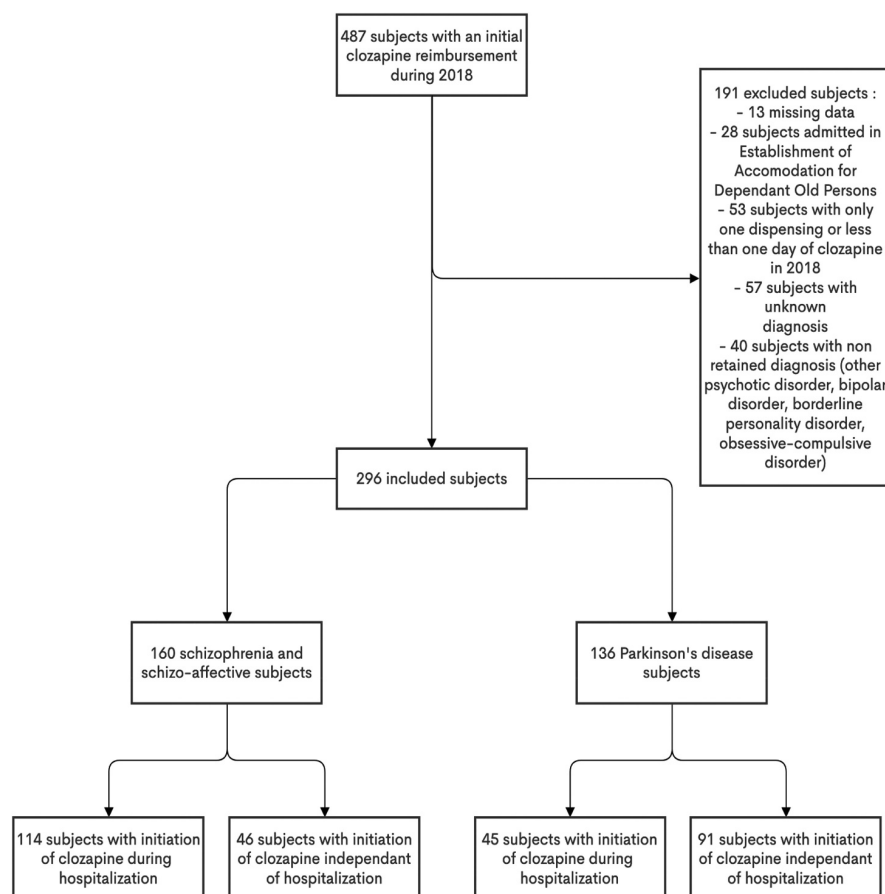 487 subjects with an initial
clozapine reimbursement
during 2018
191 excluded subjects :
- 13 missing data
- 28 subjects admitted in
Establishment of
Accomodation for
Dependant Old Persons
- 53 subjects with only
one dispensing or less
than one day of clozapine
in 2018
- 57 subjects with
unknown
diagnosis
- 40 subjects with non
retained diagnosis (other
psychotic disorder, bipolar
disorder, borderline
personality disorder,
obsessive-compulsive
disorder)
296 included subjects
160 schizophrenia and
schizo-affective subjects
136 Parkinson's disease
subjects
114 subjects with initiation
of clozapine during
hospitalization
46 subjects with initiation
of clozapine independant
of hospitalization
45 subjects with initiation
of clozapine during
hospitalization
91 subjects with initiation
of clozapine independant
of hospitalization